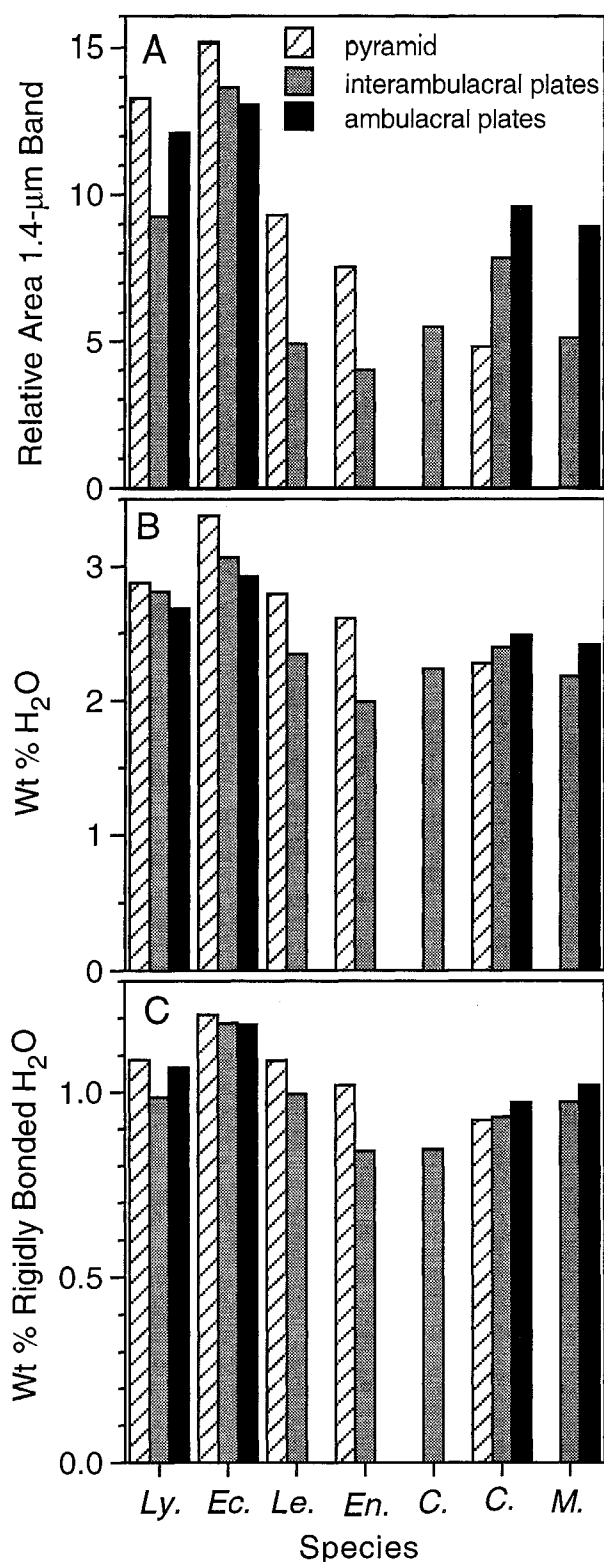 A
pyramid
interambulacral plates
ambulacral plates
Relative Area 1.4-μm Band
15
10
5
0
B
Wt % H₂O
3
2
1
0
C
Wt % Rigidly Bonded H₂O
1.0
0.5
0.0
Ly. Ec. Le. En. C. C. M.
Species